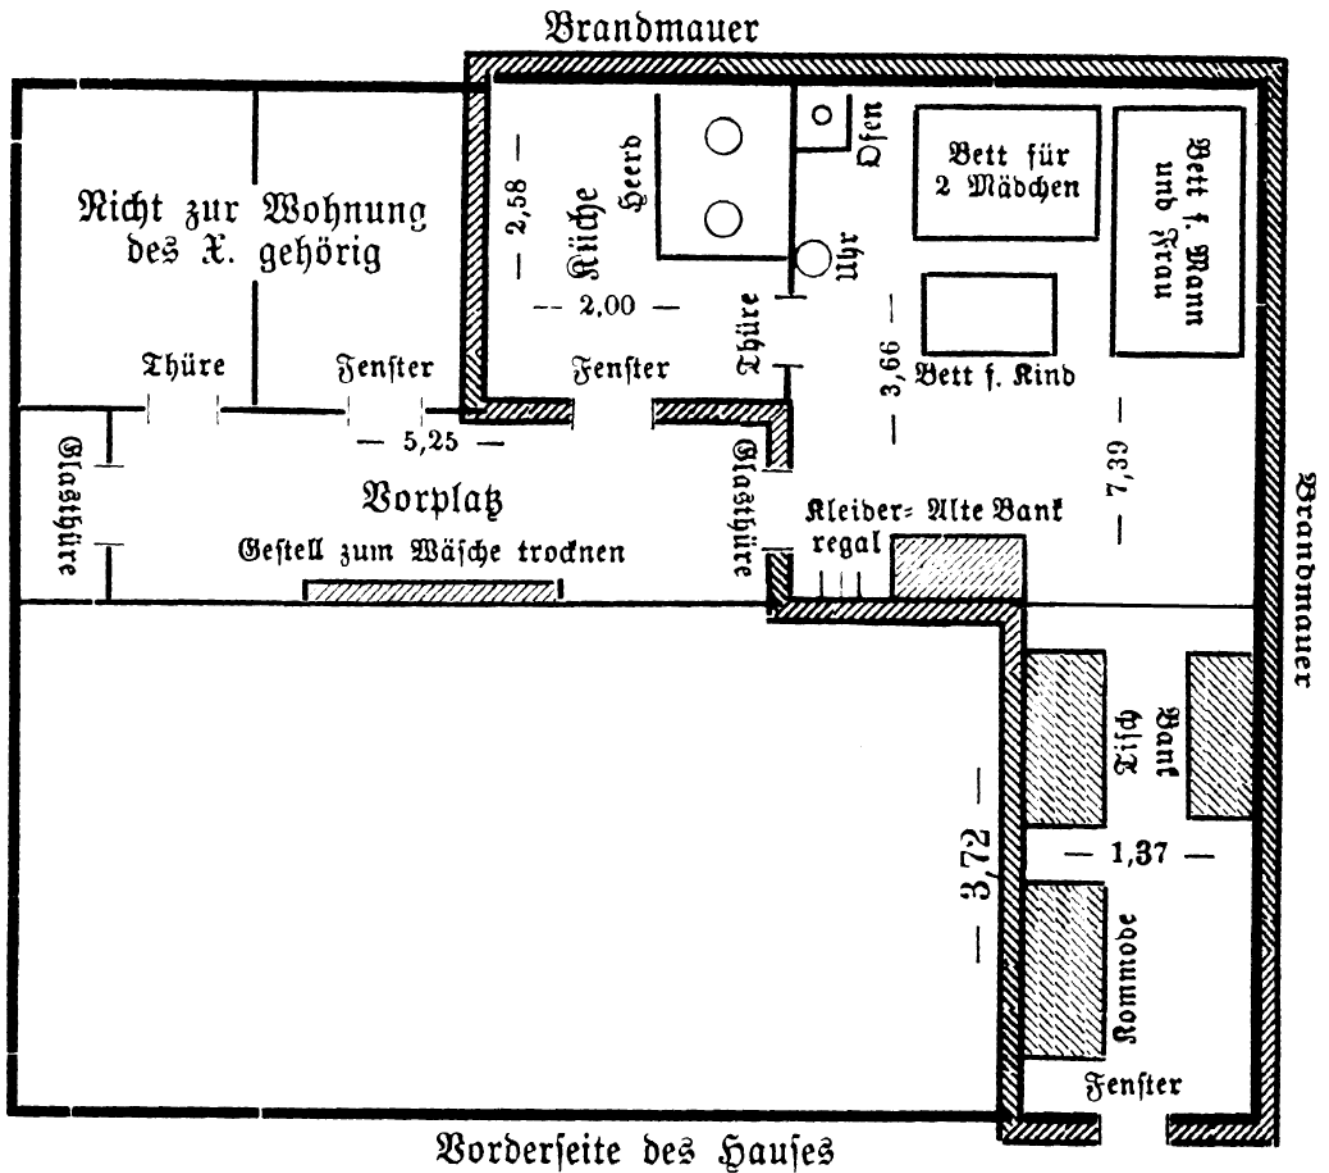 Brandmauer
Nicht zur Wohnung
des X. gehörig
Thüre
Fenster
2,58
Küche
Heerd
2,00
Fenster
Thüre
Ofen
Uhr
Bett für
2 Mädchen
Bett f. Mann
und Frau
Bett f. Kind
3,66
7,39
Brandmauer
Glasthüre
5,25
Vorplatz
Gestell zum Wäsche trocknen
Glasthüre
Kleider= Alte Bank
regal
Tisch
Bank
1,37
3,72
Kommode
Fenster
Vorderseite des Hauses